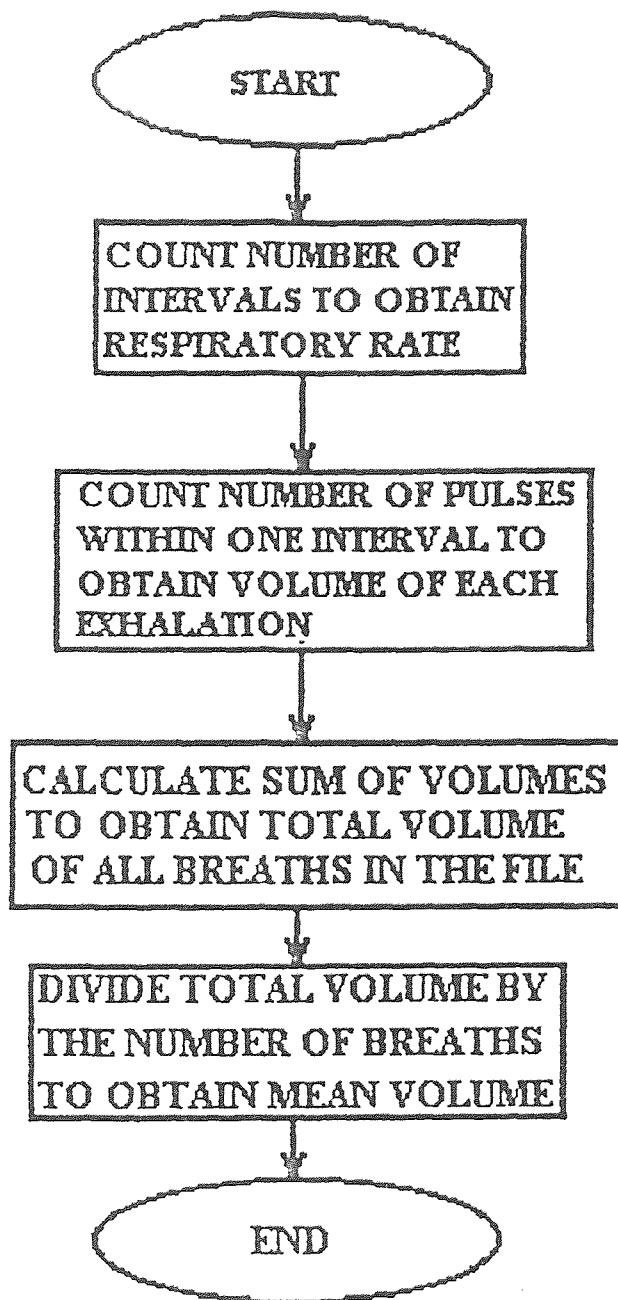 START
COUNT NUMBER OF
INTERVALS TO OBTAIN
RESPIRATORY RATE
COUNT NUMBER OF PULSES
WITHIN ONE INTERVAL TO
OBTAIN VOLUME OF EACH
EXHALATION
CALCULATE SUM OF VOLUMES
TO OBTAIN TOTAL VOLUME
OF ALL BREATHS IN THE FILE
DIVIDE TOTAL VOLUME BY
THE NUMBER OF BREATHS
TO OBTAIN MEAN VOLUME
END